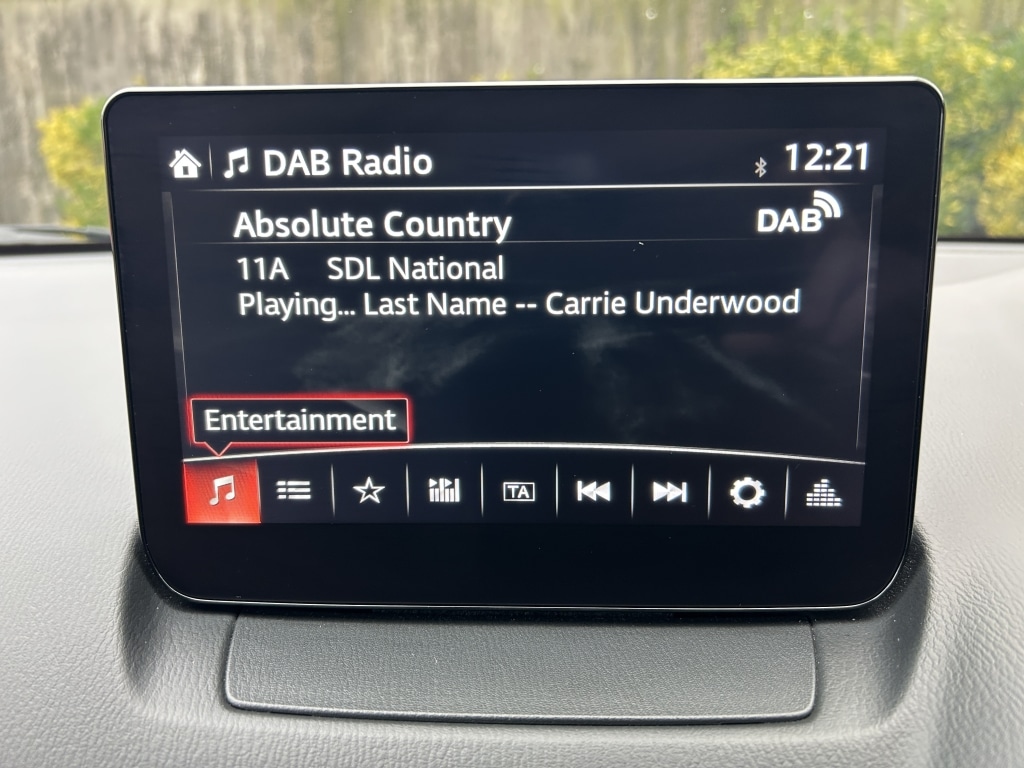 DAB Radio 12:21
Absolute Country DAB
11A SDL National
Playing... Last Name -- Carrie Underwood
Entertainment
TA